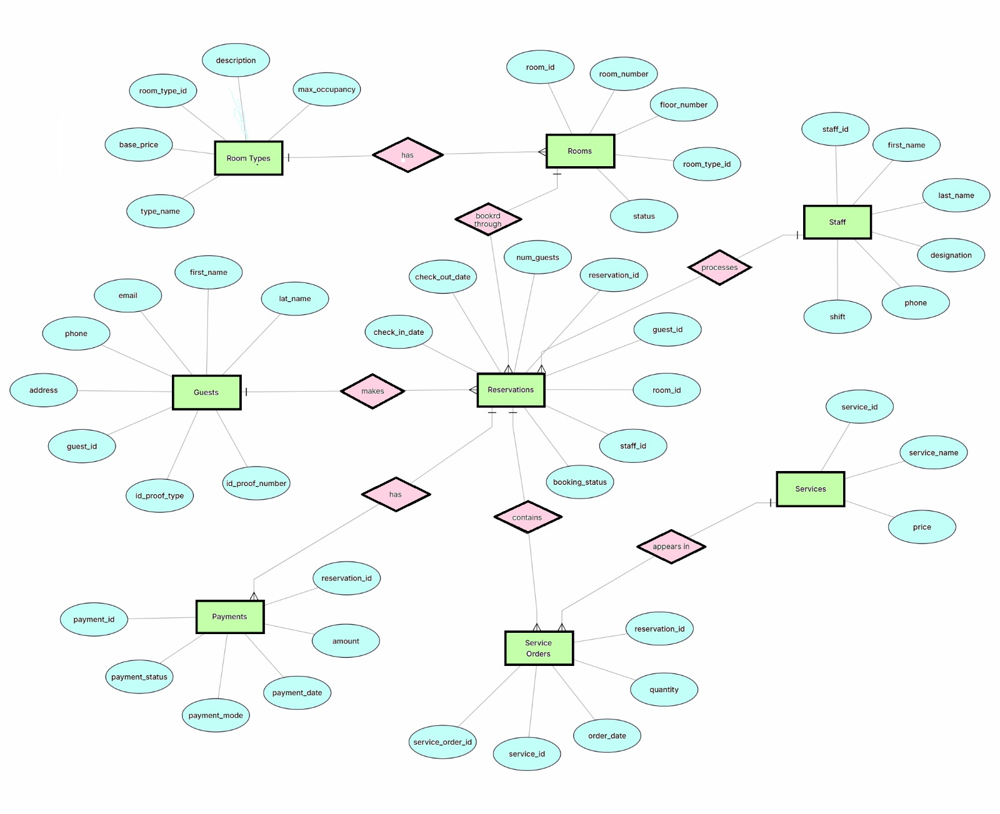 description
room_type_id
max_occupancy
base_price
Room Types
type_name
has
room_id
room_number
floor_number
Rooms
room_type_id
status
bookrd
through
staff_id
first_name
last_name
Staff
designation
phone
shift
processes
first_name
email
lat_name
phone
address
Guests
guest_id
id_proof_type
id_proof_number
makes
num_guests
check_out_date
reservation_id
check_in_date
guest_id
Reservations
room_id
staff_id
booking_status
has
contains
service_id
service_name
Services
price
appears in
reservation_id
payment_id
Payments
amount
payment_status
payment_date
payment_mode
reservation_id
Service
Orders
quantity
service_order_id
service_id
order_date